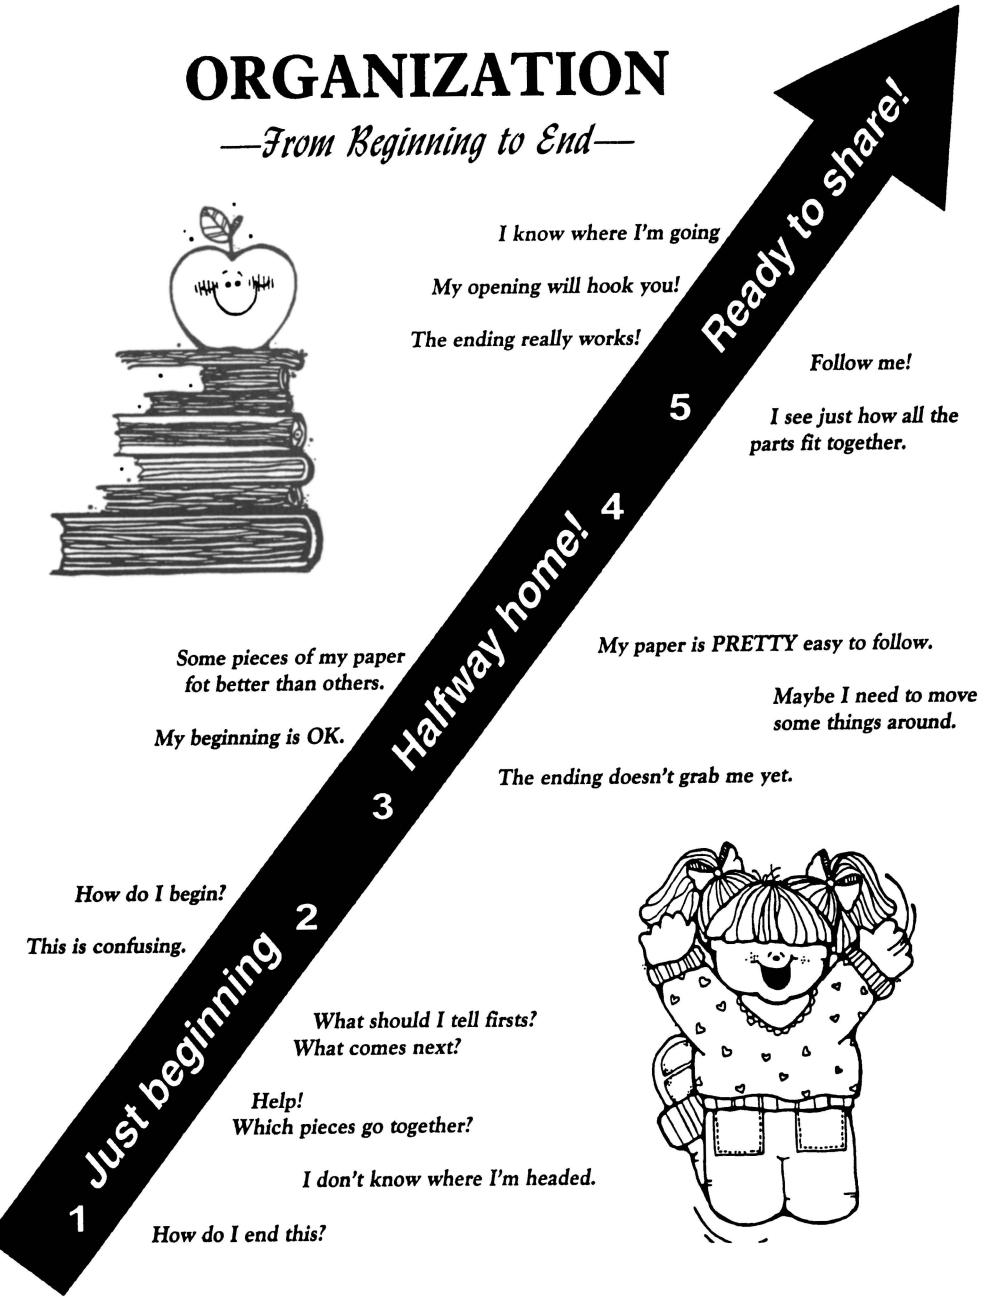 ORGANIZATION
—From Beginning to End—
Ready to share!
I know where I'm going
My opening will hook you!
The ending really works!
Follow me!
I see just how all the
parts fit together.
5
4
Halfway home!
Some pieces of my paper
fot better than others.
My beginning is OK.
My paper is PRETTY easy to follow.
Maybe I need to move
some things around.
The ending doesn't grab me yet.
3
2
How do I begin?
This is confusing.
Just beginning
What should I tell firsts?
What comes next?
Help!
Which pieces go together?
I don't know where I'm headed.
How do I end this?
1